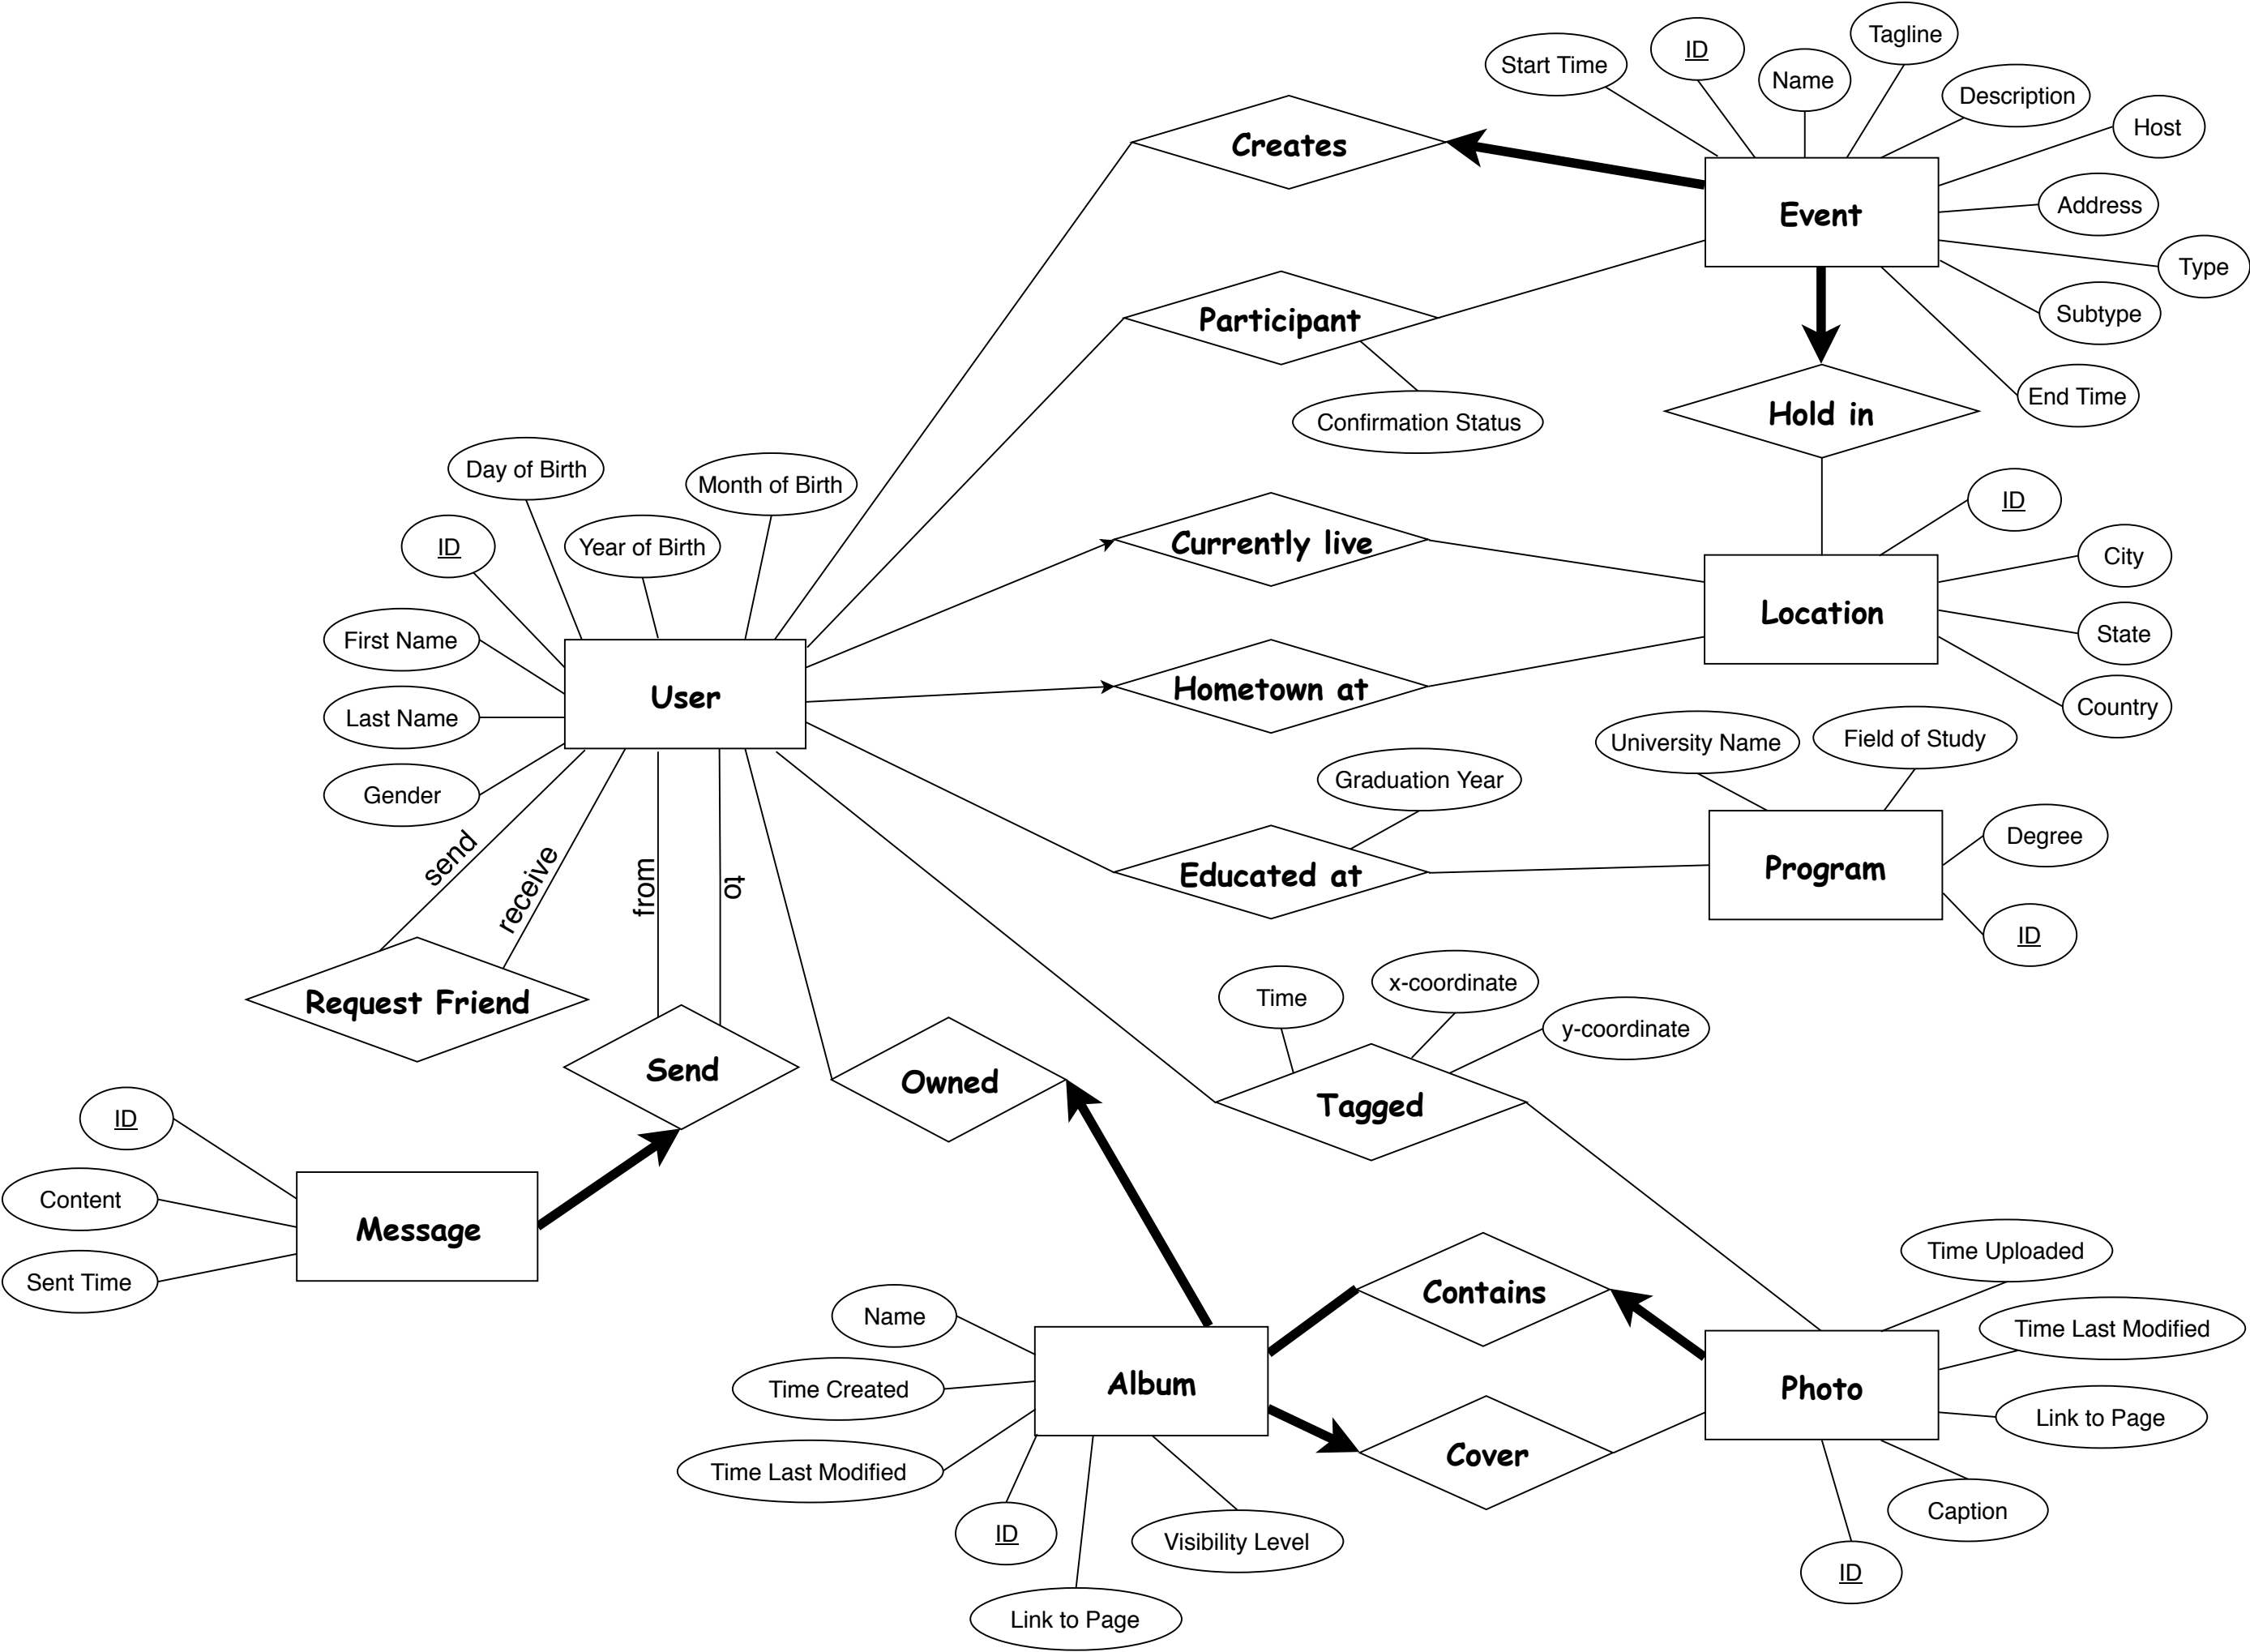 Tagline
ID
Start Time
Name
Description
Host
Creates
Address
Event
Type
Subtype
Participant
End Time
Hold in
Confirmation Status
Day of Birth
Month of Birth
ID
ID
Year of Birth
Currently live
City
Location
State
First Name
Hometown at
User
Country
Last Name
University Name
Field of Study
Graduation Year
Gender
Degree
send
receive
from
to
Educated at
Program
ID
x-coordinate
Time
Request Friend
y-coordinate
Send
Owned
Tagged
ID
Content
Message
Time Uploaded
Sent Time
Contains
Name
Time Last Modified
Time Created
Album
Photo
Link to Page
Cover
Time Last Modified
Caption
ID
Visibility Level
ID
Link to Page